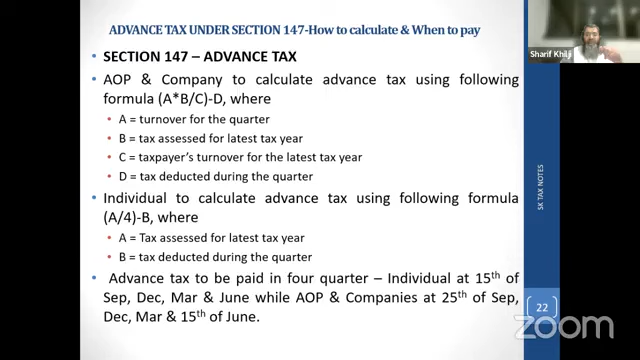 ADVANCE TAX UNDER SECTION 147-How to calculate & When to pay
Sharif Khilji
• SECTION 147 – ADVANCE TAX
• AOP & Company to calculate advance tax using following
formula (A*B/C)-D, where
• A = turnover for the quarter
• B = tax assessed for latest tax year
• C = taxpayer's turnover for the latest tax year
• D = tax deducted during the quarter
• Individual to calculate advance tax using following formula
(A/4)-B, where
• A = Tax assessed for latest tax year
• B = tax deducted during the quarter
• Advance tax to be paid in four quarter – Individual at 15th of
Sep, Dec, Mar & June while AOP & Companies at 25th of Sep,
Dec, Mar & 15th of June.
SK TAX NOTES
22
zoom